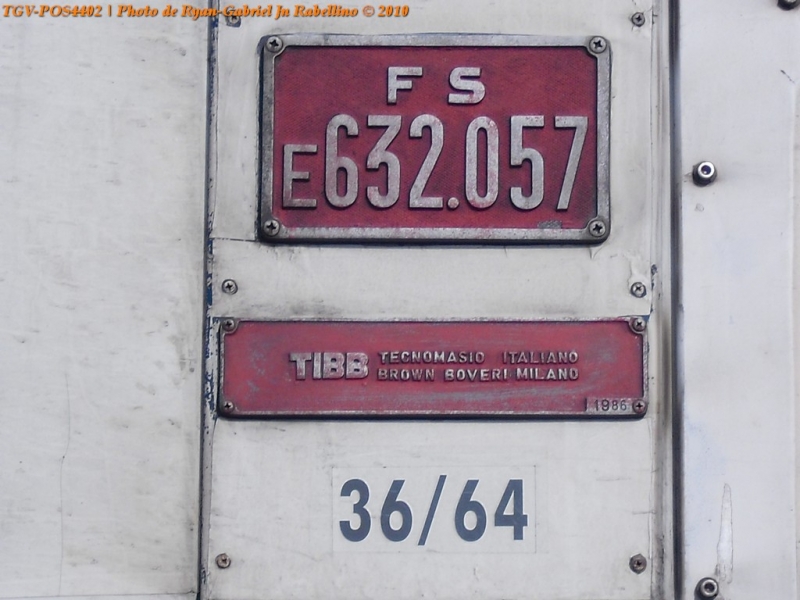 TGV-POS4402 | Photo de Ryan-Gabriel Jn Rabellino © 2010
FS
E632.057
TIBB TECNOMASIO ITALIANO
BROWN BOVERI MILANO
1986
36/64